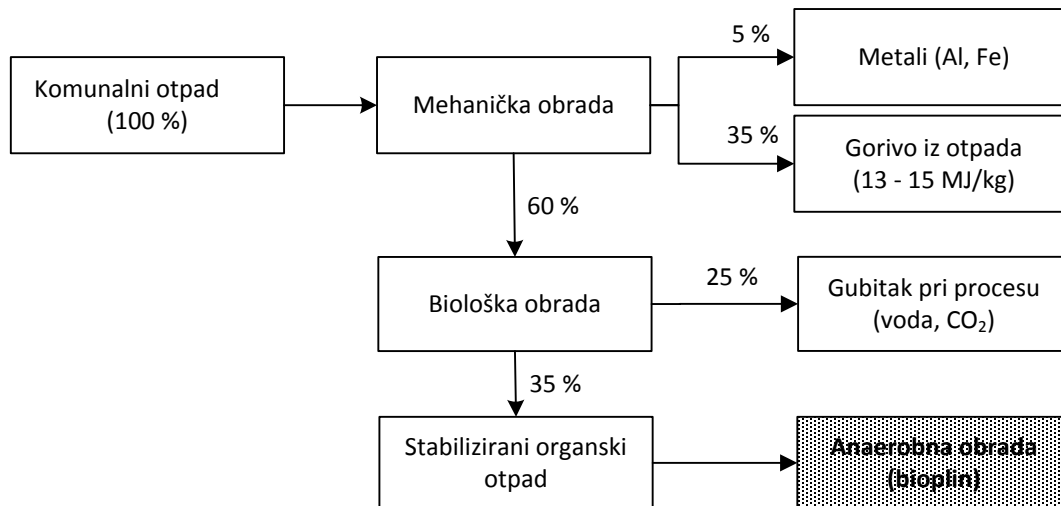 5 %
Metali (Al, Fe)
Komunalni otpad
(100 %)
Mehanička obrada
35 %
Gorivo iz otpada
(13 - 15 MJ/kg)
60 %
Biološka obrada
25 %
Gubitak pri procesu
(voda, CO₂)
35 %
Stabilizirani organski
otpad
Anaerobna obrada
(bioplin)